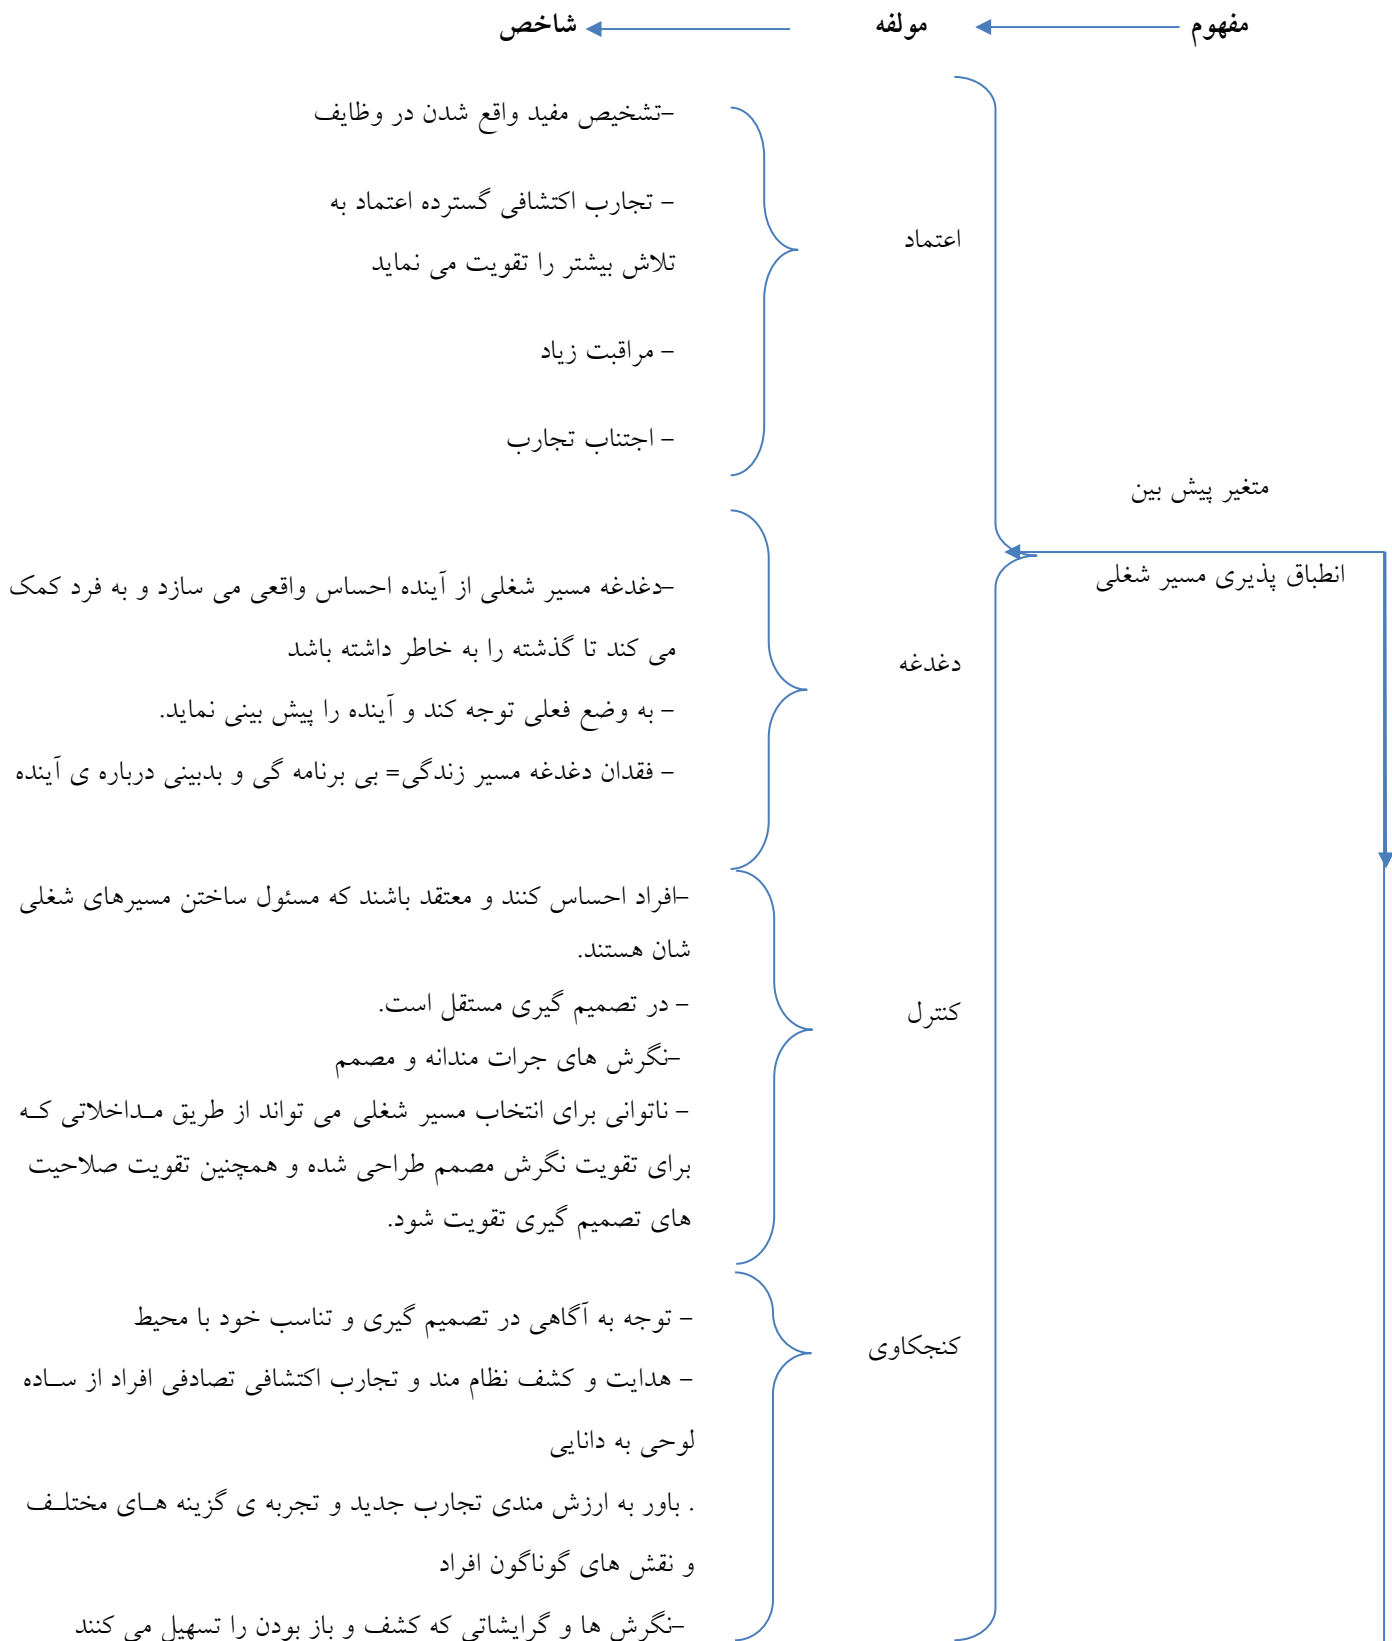 مفهوم
مولفه
شاخص
متغیر پیش بین
انطباق پذیری مسیر شغلی
اعتماد
–تشخیص مفید واقع شدن در وظایف
– تجارب اکتشافی گسترده اعتماد به
تلاش بیشتر را تقویت می نماید
– مراقبت زیاد
– اجتناب تجارب
دغدغه
–دغدغه مسیر شغلی از آینده احساس واقعی می سازد و به فرد کمک
می کند تا گذشته را به خاطر داشته باشد
– به وضع فعلی توجه کند و آینده را پیش بینی نماید.
– فقدان دغدغه مسیر زندگی= بی برنامه گی و بدبینی درباره ی آینده
کنترل
–افراد احساس کنند و معتقد باشند که مسئول ساختن مسیرهای شغلی
شان هستند.
– در تصمیم گیری مستقل است.
–نگرش های جرات مندانه و مصمم
– ناتوانی برای انتخاب مسیر شغلی می تواند از طریق مـداخلاتی کـه
برای تقویت نگرش مصمم طراحی شده و همچنین تقویت صلاحیت
های تصمیم گیری تقویت شود.
کنجکاوی
– توجه به آگاهی در تصمیم گیری و تناسب خود با محیط
– هدایت و کشف نظام مند و تجارب اکتشافی تصادفی افراد از سـاده
لوحی به دانایی
. باور به ارزش مندی تجارب جدید و تجربه ی گزینه هـای مختلـف
و نقش های گوناگون افراد
–نگرش ها و گرایشاتی که کشف و باز بودن را تسهیل می کنند